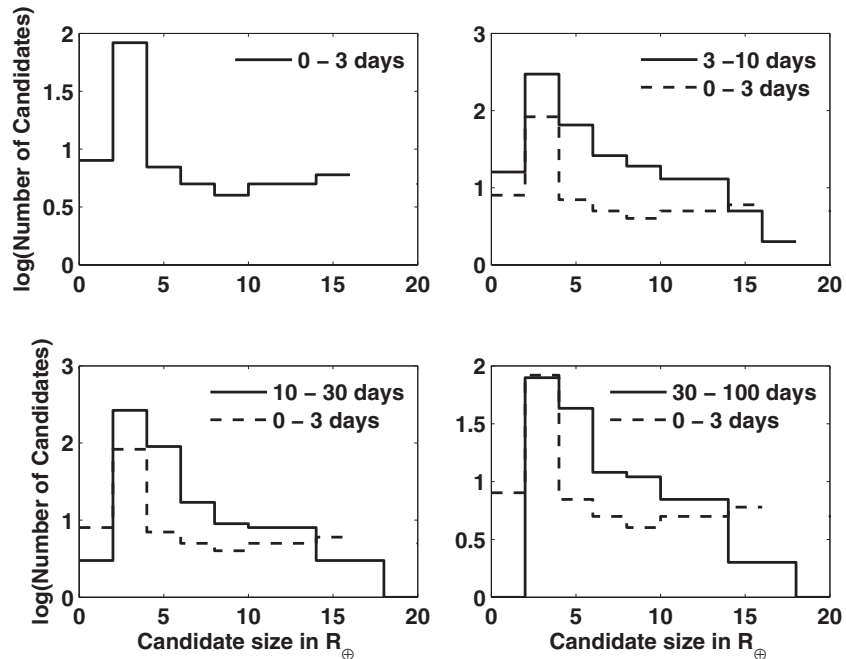 2
1.5
1
0.5
0
0 5 10 15 20
log(Number of Candidates)
0 – 3 days
3
2
1
0
0 5 10 15 20
3 –10 days
0 – 3 days
3
2
1
0
0 5 10 15 20
log(Number of Candidates)
Candidate size in R⊕
10 – 30 days
0 – 3 days
2
1.5
1
0.5
0
0 5 10 15 20
Candidate size in R⊕
30 – 100 days
0 – 3 days